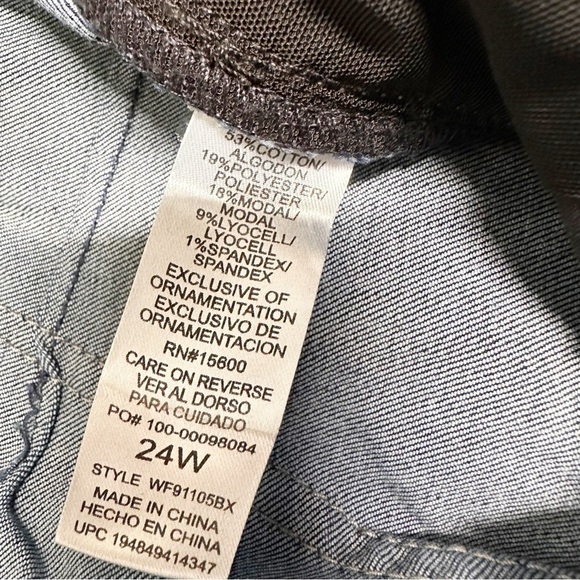 53%COTTON/
ALGODON
19%POLYESTER/
POLIESTER
18%MODAL/
MODAL
9%LYOCELL/
LYOCELL
1%SPANDEX/
SPANDEX
EXCLUSIVE OF
ORNAMENTATION
EXCLUSIVO DE
ORNAMENTACION
RN#15600
CARE ON REVERSE
VER AL DORSO
PARA CUIDADO
PO# 100-00098084
24W
STYLE WF91105BX
MADE IN CHINA
HECHO EN CHINA
UPC 194849414347